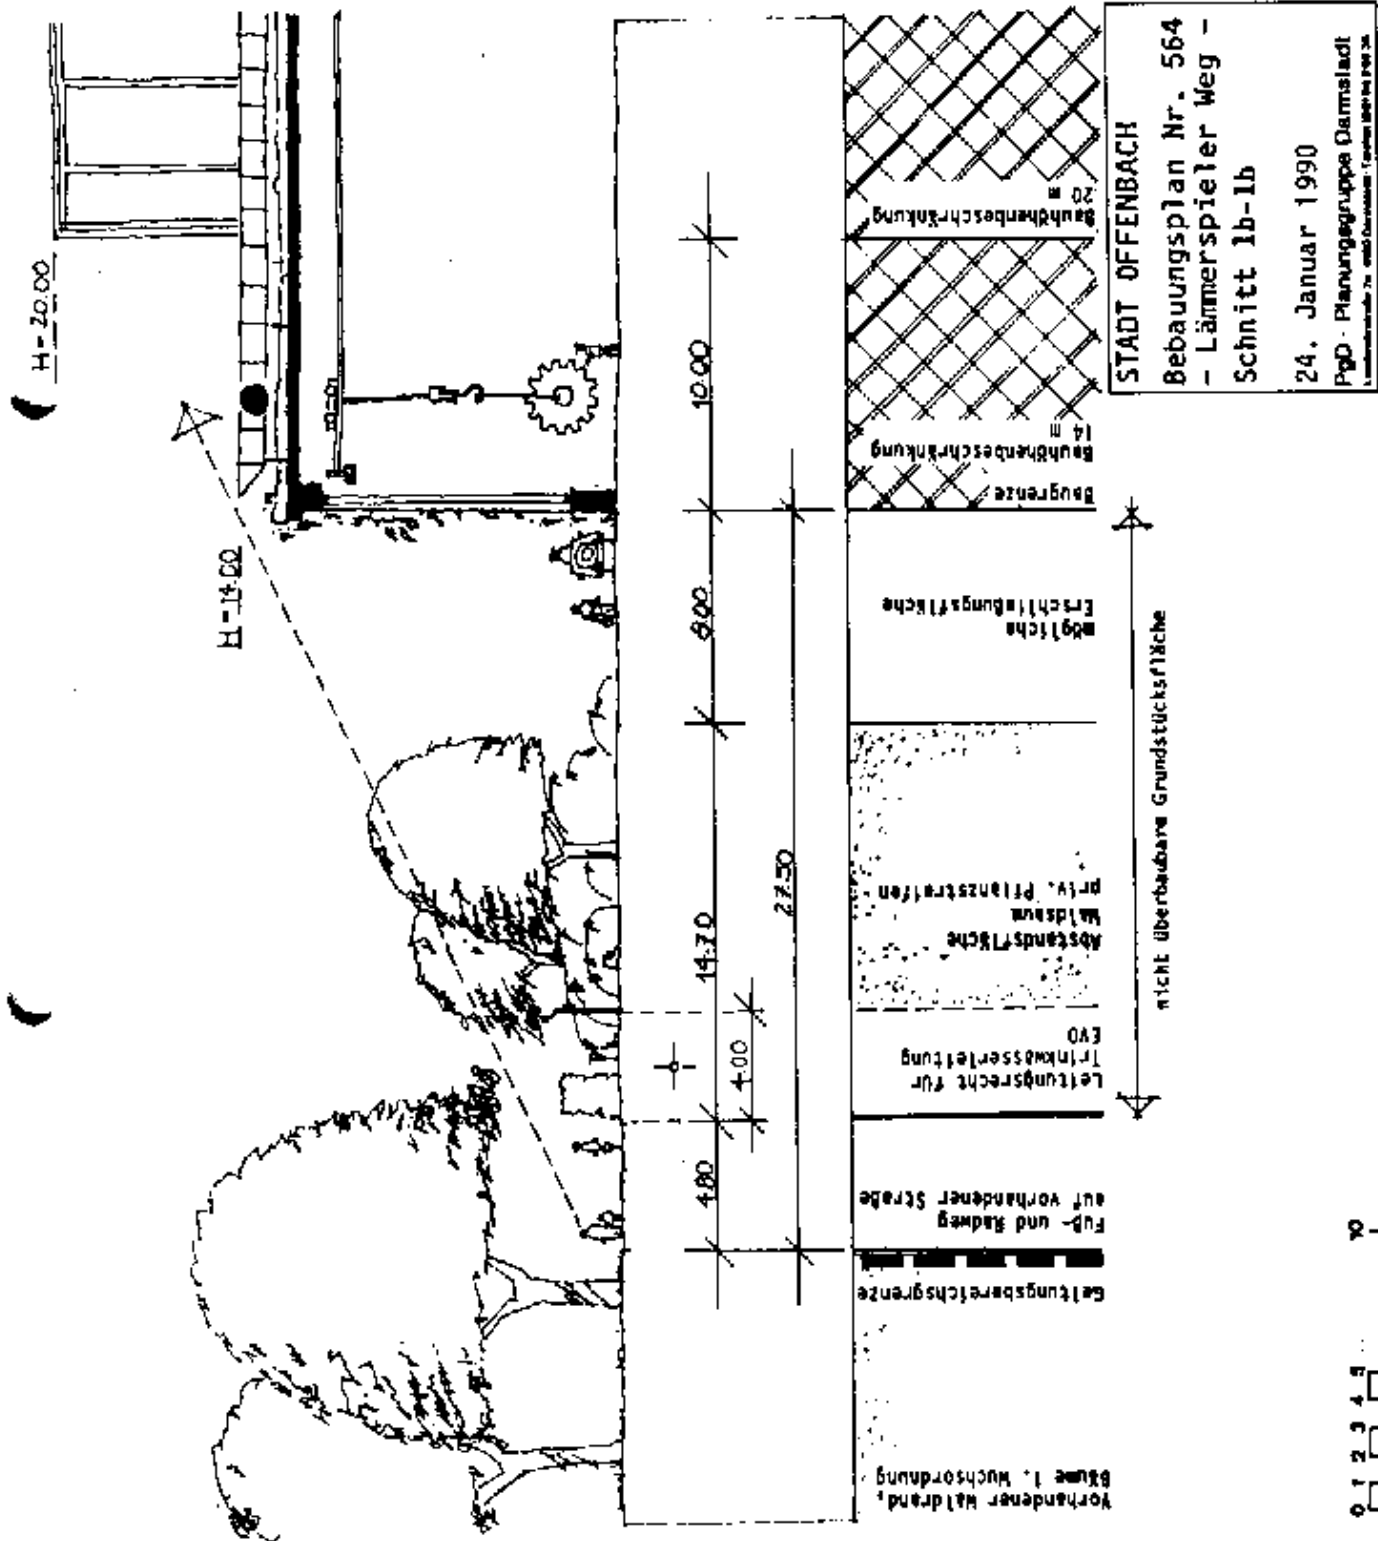 H=20.00
H=14.00
4.80
14.70
8.00
10.00
4.00
27.50
Vorhandener Waldrand,
Bäume 1. Wuchsordnung
Geltungsbereichsgrenze
Fuß- und Radweg
auf vorhandener Straße
Leitungsrecht für
Trinkwasserleitung
EVO
Abstandsfläche
Waldsaum
priv. Pflanzstreifen
mögliche
Erschließungsfläche
Baugrenze
Bauhöhenbeschränkung
14 m
Bauhöhenbeschränkung
20 m
nicht überbaubare Grundstücksfläche
0 1 2 3 4 5 10
STADT OFFENBACH
Bebauungsplan Nr. 564
- Lämmerspieler Weg -
Schnitt 1b-1b
24. Januar 1990
PgD - Planungsgruppe Darmstadt